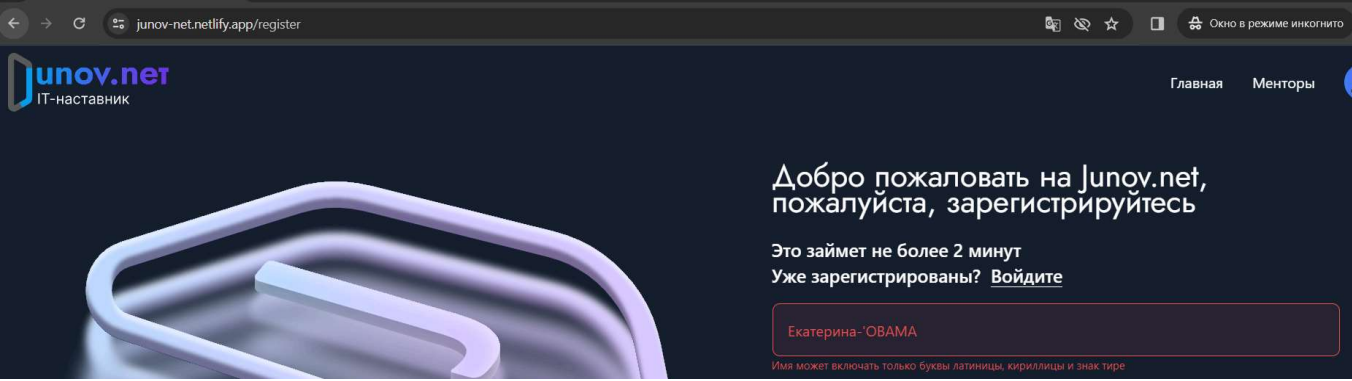 junov-net.netlify.app/register
Окно в режиме инкогнито
Junov.net
IT-наставник
Главная
Менторы
Добро пожаловать на Junov.net,
пожалуйста, зарегистрируйтесь
Это займет не более 2 минут
Уже зарегистрированы? Войдите
Екатерина-'OBAMA
Имя может включать только буквы латиницы, кириллицы и знак тире